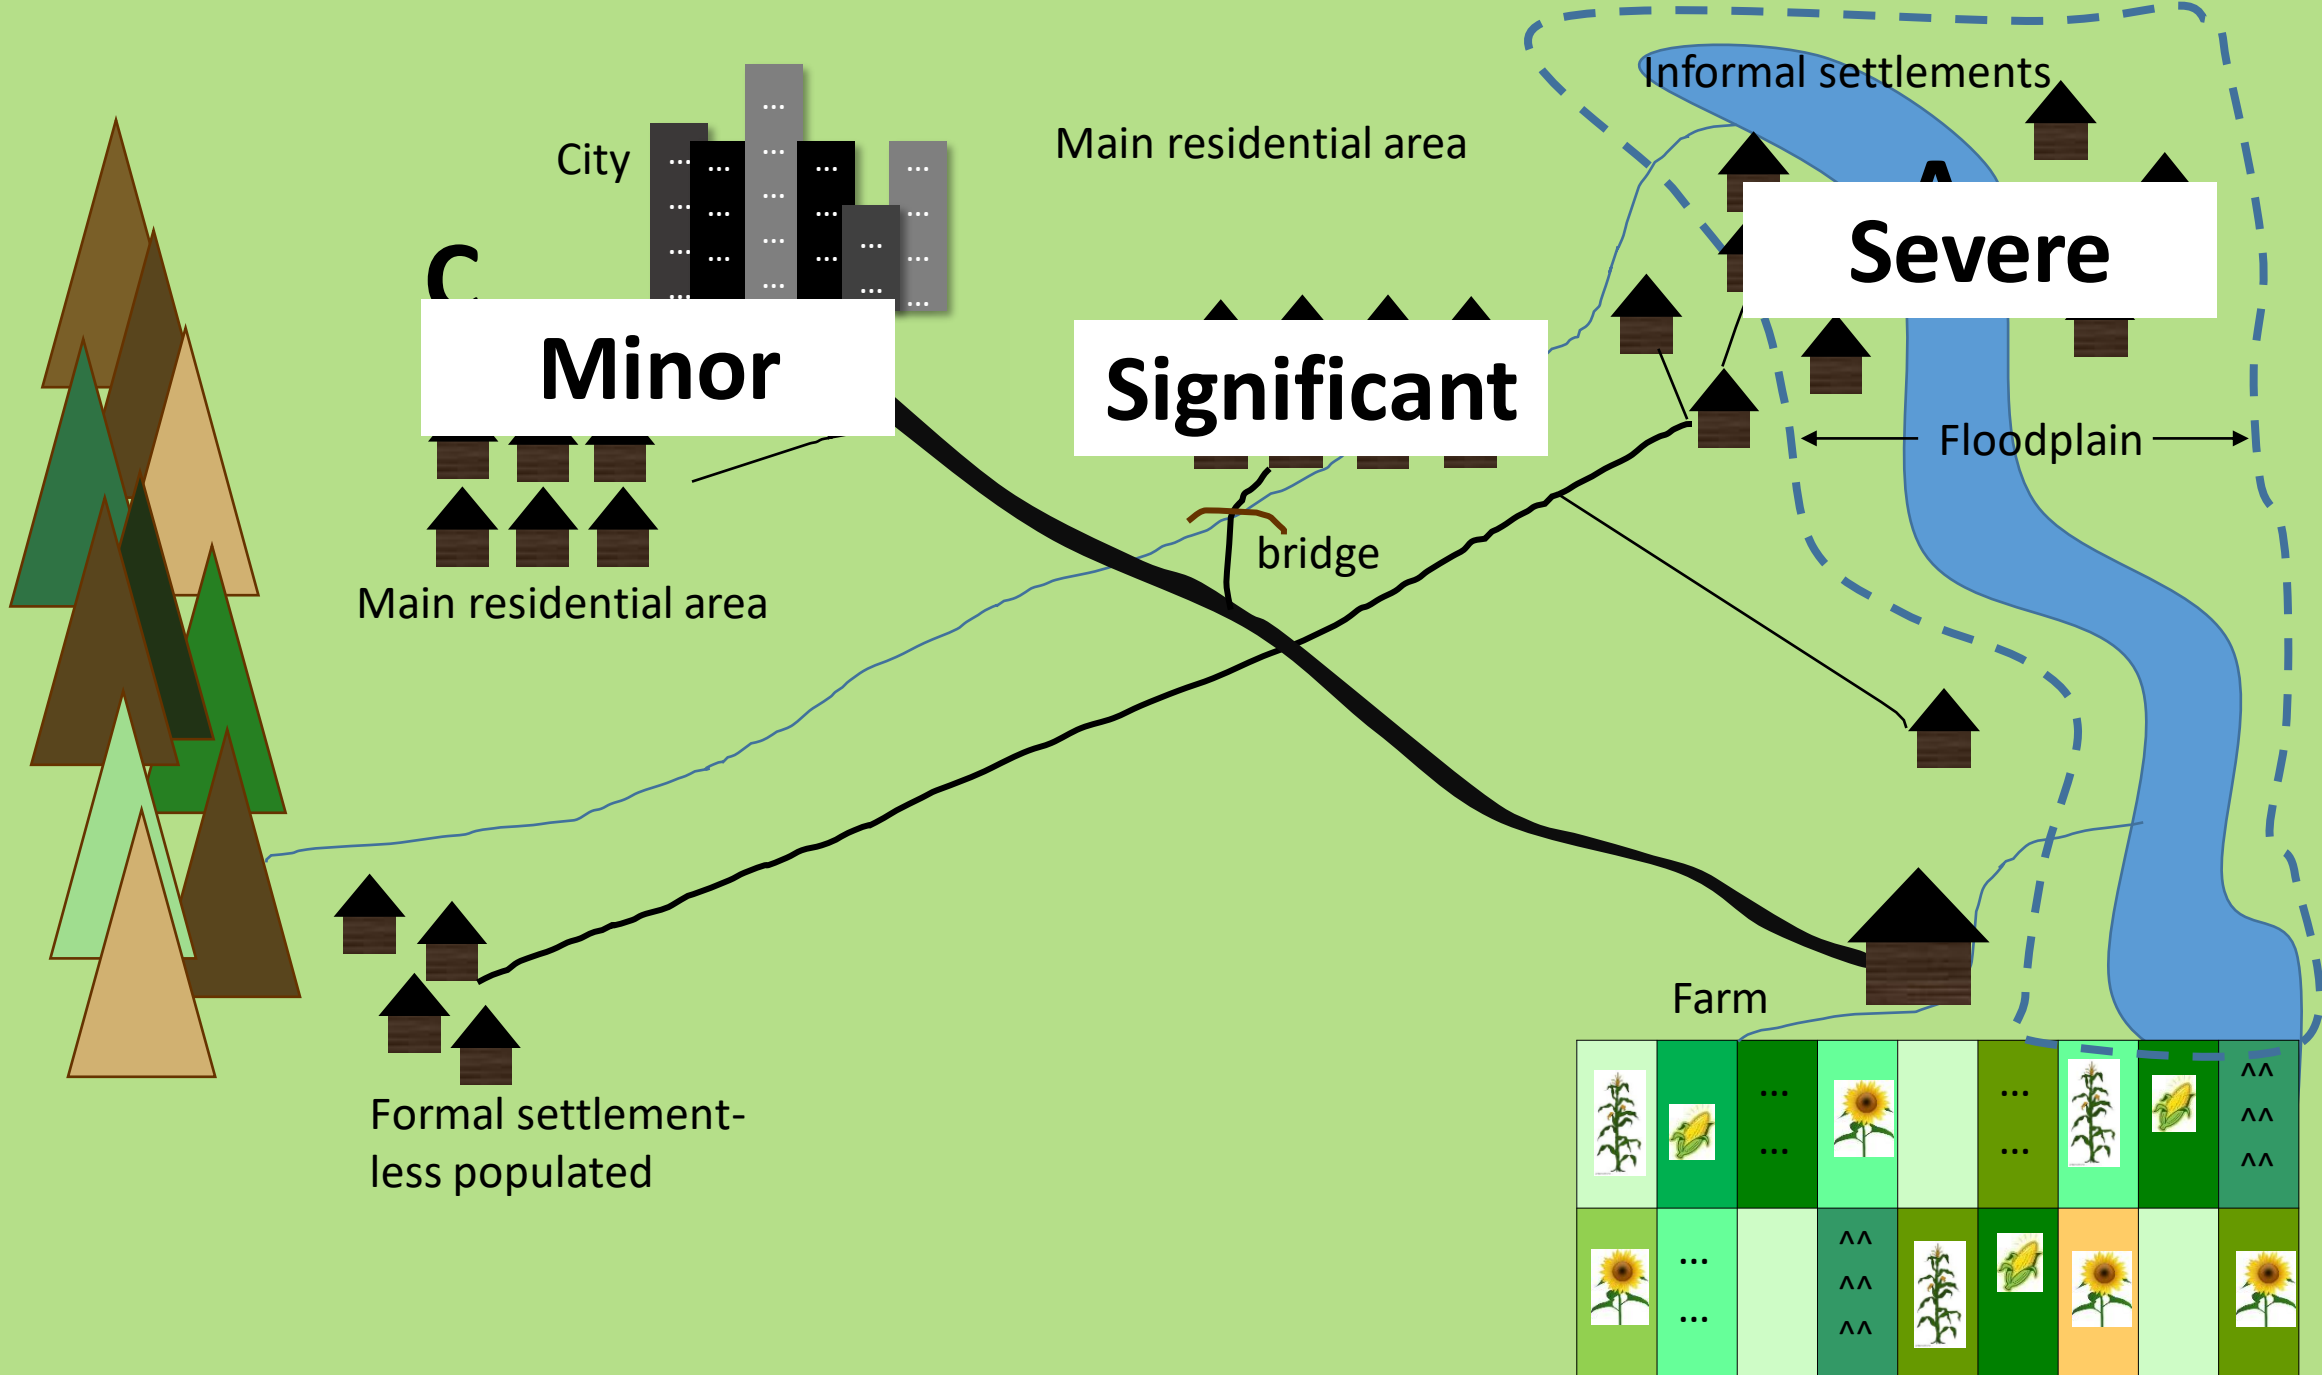 Informal settlements
Main residential area
City
A
Severe
C
Minor
Significant
Floodplain
bridge
Main residential area
Farm
Formal settlement-
less populated